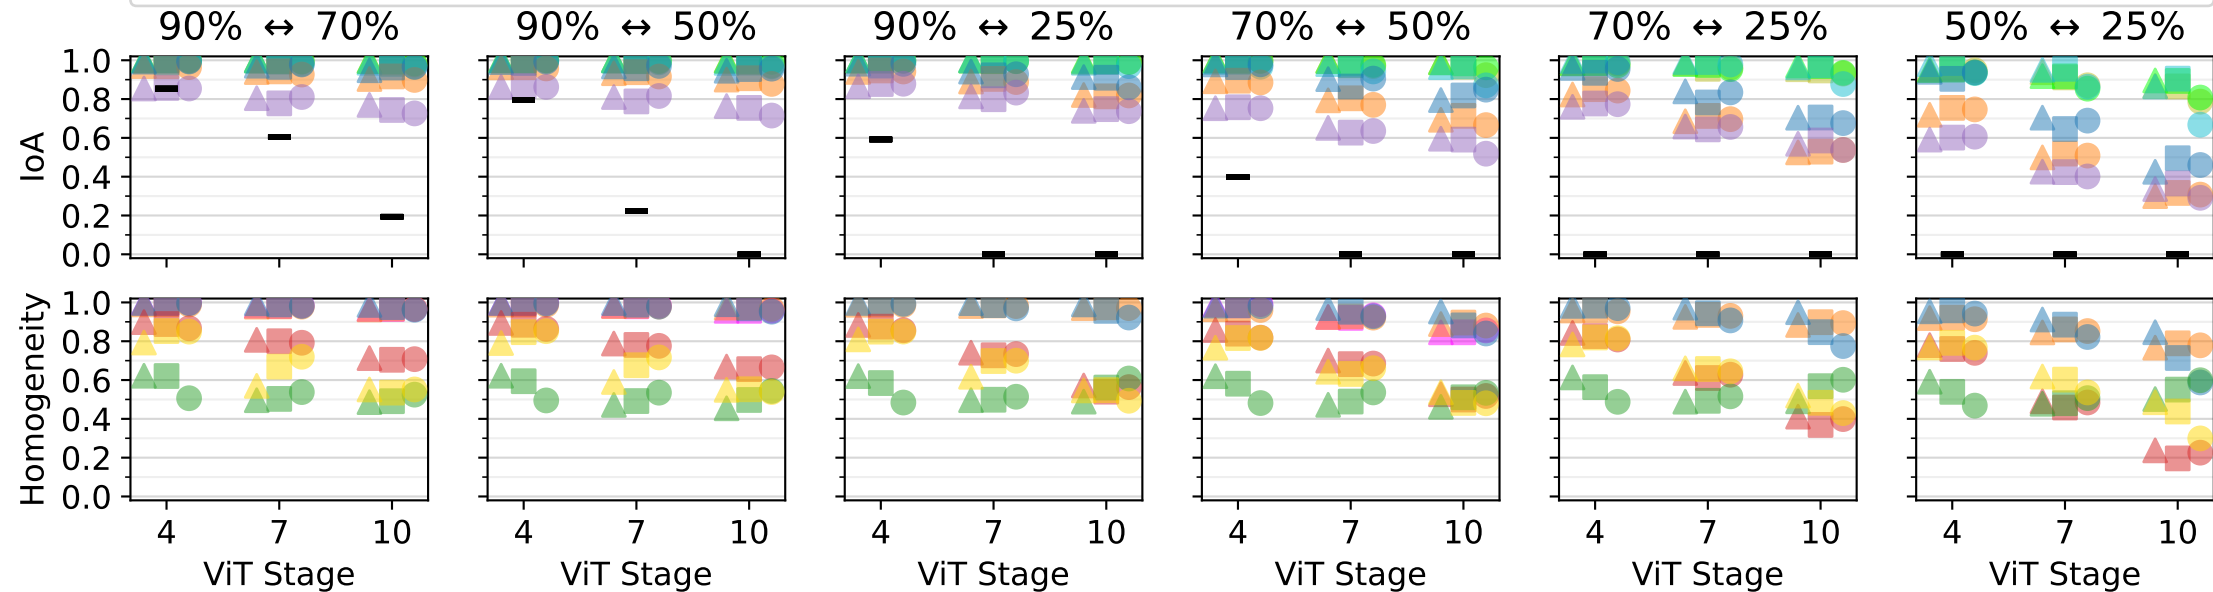 90% ↔ 70%
90% ↔ 50%
90% ↔ 25%
70% ↔ 50%
70% ↔ 25%
50% ↔ 25%
IoA
1.0
0.8
0.6
0.4
0.2
0.0
Homogeneity
1.0
0.8
0.6
0.4
0.2
0.0
4 7 10
4 7 10
4 7 10
4 7 10
4 7 10
4 7 10
ViT Stage
ViT Stage
ViT Stage
ViT Stage
ViT Stage
ViT Stage